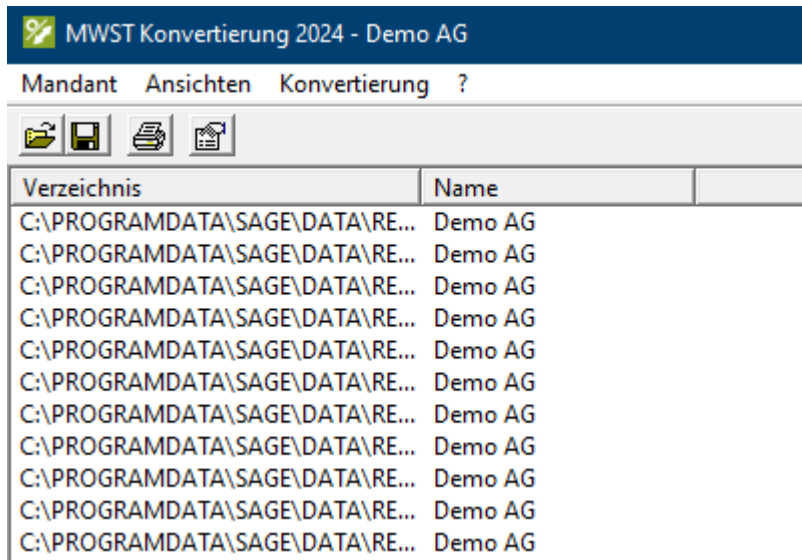 MWST Konvertierung 2024 - Demo AG
Mandant Ansichten Konvertierung ?
Verzeichnis Name
C:\PROGRAMDATA\SAGE\DATA\RE... Demo AG
C:\PROGRAMDATA\SAGE\DATA\RE... Demo AG
C:\PROGRAMDATA\SAGE\DATA\RE... Demo AG
C:\PROGRAMDATA\SAGE\DATA\RE... Demo AG
C:\PROGRAMDATA\SAGE\DATA\RE... Demo AG
C:\PROGRAMDATA\SAGE\DATA\RE... Demo AG
C:\PROGRAMDATA\SAGE\DATA\RE... Demo AG
C:\PROGRAMDATA\SAGE\DATA\RE... Demo AG
C:\PROGRAMDATA\SAGE\DATA\RE... Demo AG
C:\PROGRAMDATA\SAGE\DATA\RE... Demo AG
C:\PROGRAMDATA\SAGE\DATA\RE... Demo AG